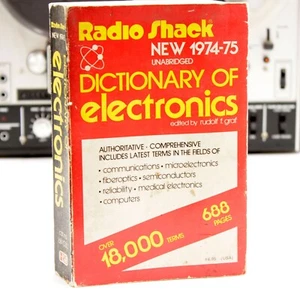 Radio Shack
NEW 1974-75
UNABRIDGED
DICTIONARY OF
electronics
edited by rudolf f. graf
AUTHORITATIVE · COMPREHENSIVE
INCLUDES LATEST TERMS IN THE FIELDS OF
• communications • microelectronics
• fiberoptics • semiconductors
• reliability • medical electronics
• computers
688
PAGES
OVER
18,000 TERMS
electronics